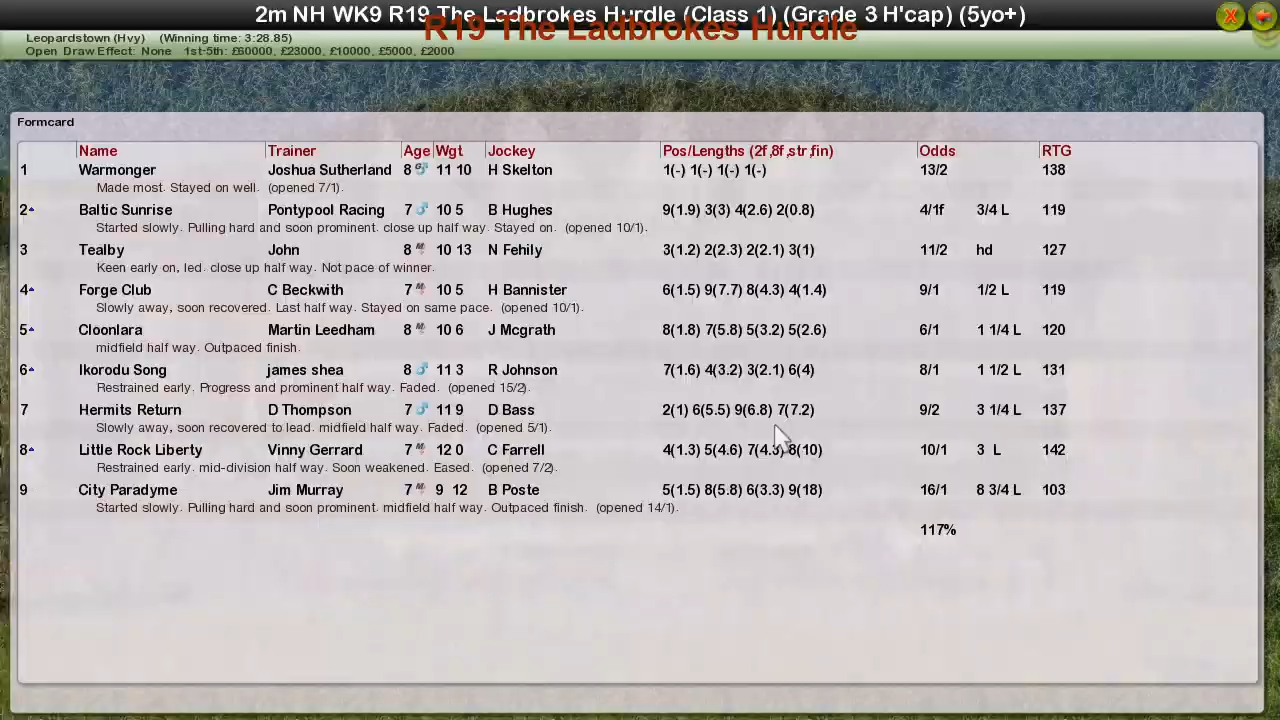 2m NH WK9 R19 The Ladbrokes Hurdle (Class 1) (Grade 3 H'cap) (5yo+)
R19 The Ladbrokes Hurdle
Leopardstown (Hvy) (Winning time: 3:28.85)
Open Draw Effect: None 1st-5th: £60000, £23000, £10000, £5000, £2000
Formcard
Name Trainer Age Wgt Jockey Pos/Lengths (2f,8f,str,fin) Odds RTG
1 Warmonger Joshua Sutherland 8 11 10 H Skelton 1(-) 1(-) 1(-) 1(-) 13/2 138
Made most. Stayed on well. (opened 7/1).
2 Baltic Sunrise Pontypool Racing 7 10 5 B Hughes 9(1.9) 3(3) 4(2.6) 2(0.8) 4/1f 3/4 L 119
Started slowly. Pulling hard and soon prominent. close up half way. Stayed on. (opened 10/1).
3 Tealby John 8 10 13 N Fehily 3(1.2) 2(2.3) 2(2.1) 3(1) 11/2 hd 127
Keen early on, led. close up half way. Not pace of winner.
4 Forge Club C Beckwith 7 10 5 H Bannister 6(1.5) 9(7.7) 8(4.3) 4(1.4) 9/1 1/2 L 119
Slowly away, soon recovered. Last half way. Stayed on same pace. (opened 10/1).
5 Cloonlara Martin Leedham 8 10 6 J Mcgrath 8(1.8) 7(5.8) 5(3.2) 5(2.6) 6/1 1 1/4 L 120
midfield half way. Outpaced finish.
6 Ikorodu Song james shea 8 11 3 R Johnson 7(1.6) 4(3.2) 3(2.1) 6(4) 8/1 1 1/2 L 131
Restrained early. Progress and prominent half way. Faded. (opened 15/2).
7 Hermits Return D Thompson 7 11 9 D Bass 2(1) 6(5.5) 9(6.8) 7(7.2) 9/2 3 1/4 L 137
Slowly away, soon recovered to lead. midfield half way. Faded. (opened 5/1).
8 Little Rock Liberty Vinny Gerrard 7 12 0 C Farrell 4(1.3) 5(4.6) 7(4.3) 8(10) 10/1 3 L 142
Restrained early. mid-division half way. Soon weakened. Eased. (opened 7/2).
9 City Paradyme Jim Murray 7 9 12 B Poste 5(1.5) 8(5.8) 6(3.3) 9(18) 16/1 8 3/4 L 103
Started slowly. Pulling hard and soon prominent. midfield half way. Outpaced finish. (opened 14/1).
117%